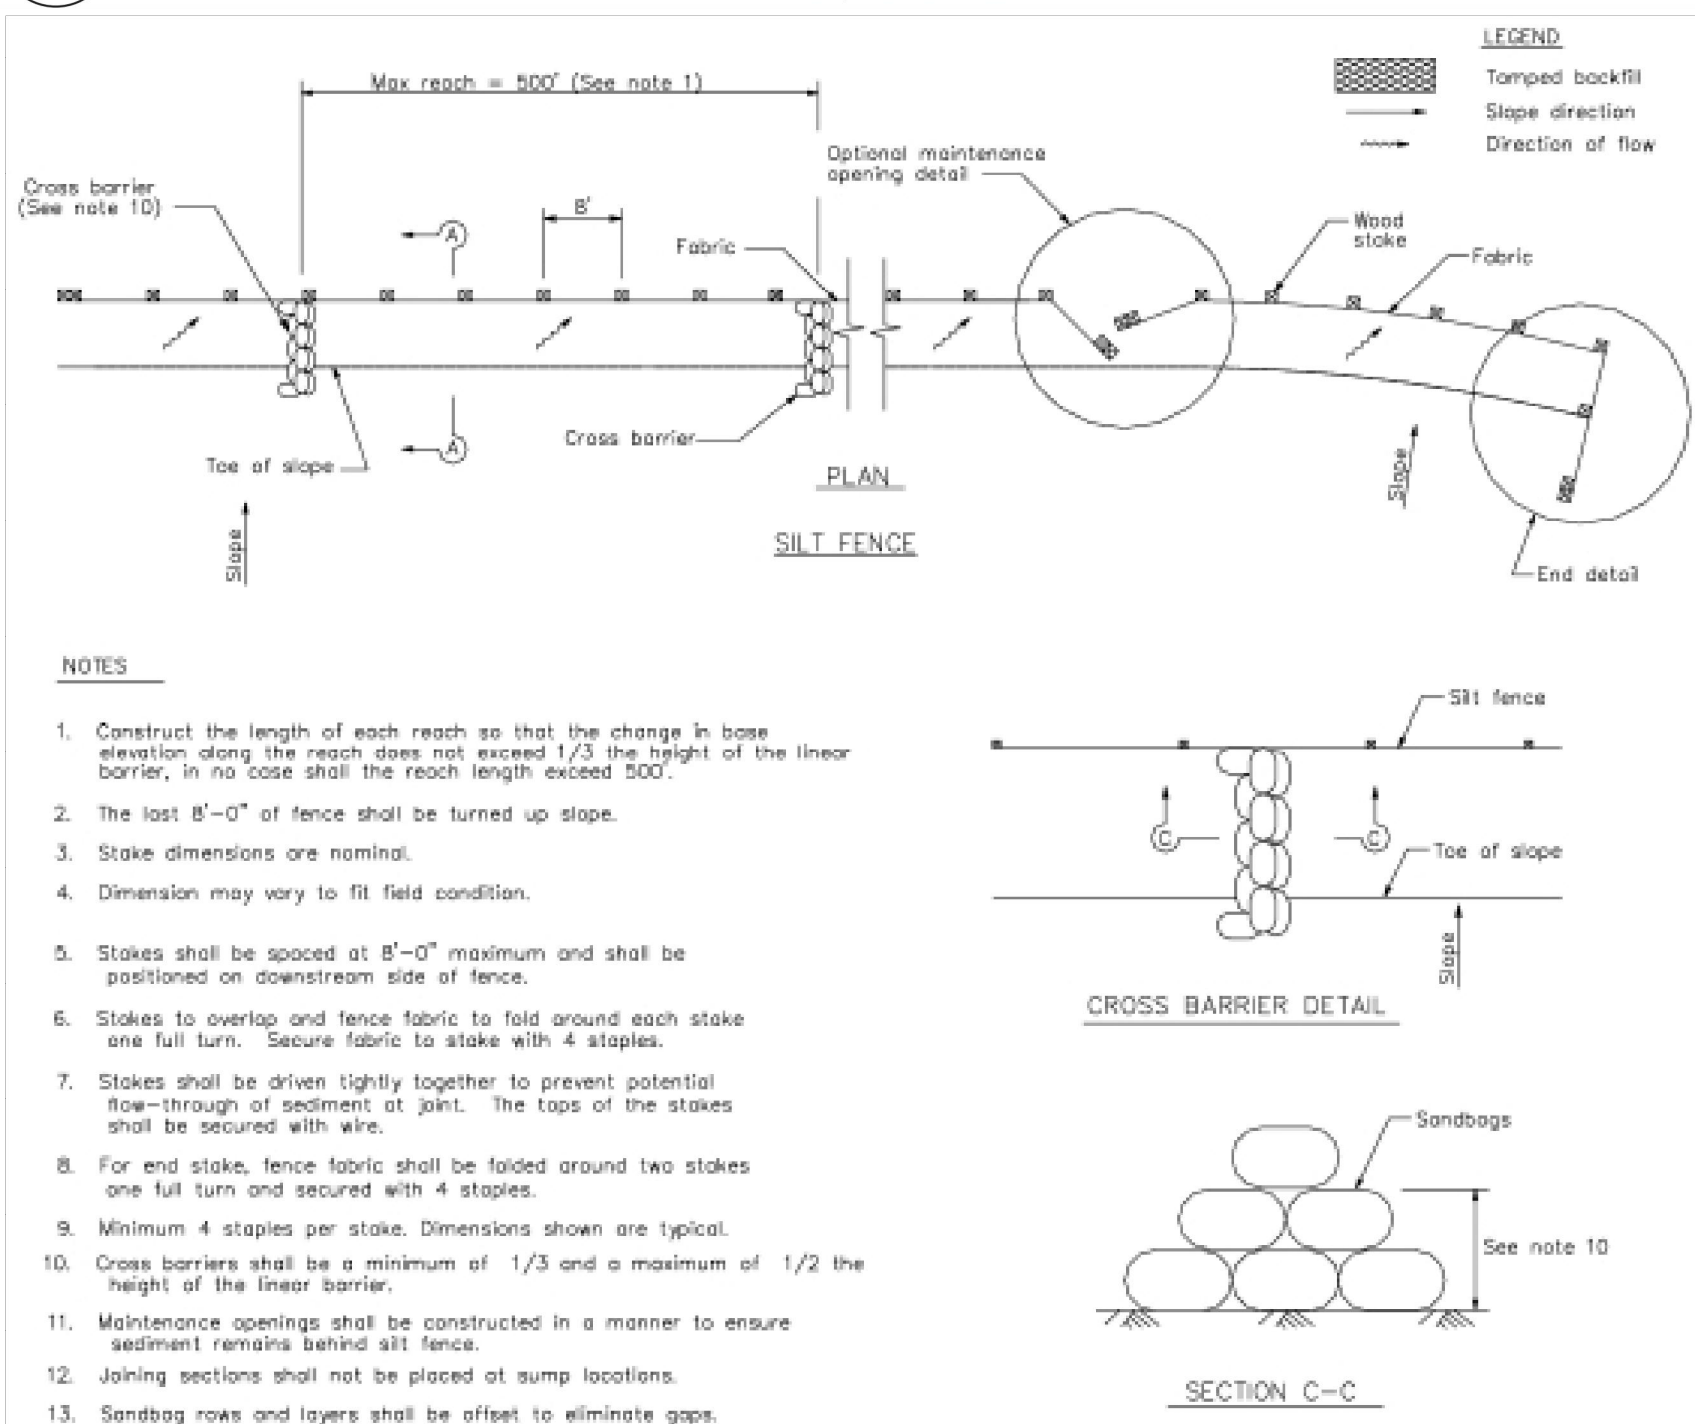 LEGEND
Tamped backfill
Slope direction
Direction of flow
Max reach = 500' (See note 1)
Optional maintenance
opening detail
Cross barrier
(See note 10)
8'
A
Fabric
Wood
stake
Fabric
Cross barrier
A
Toe of slope
PLAN
Slope
Slope
SILT FENCE
End detail
NOTES
1. Construct the length of each reach so that the change in base
elevation along the reach does not exceed 1/3 the height of the linear
barrier, in no case shall the reach length exceed 500'.
2. The last 8'-0" of fence shall be turned up slope.
3. Stake dimensions are nominal.
4. Dimension may vary to fit field condition.
5. Stakes shall be spaced at 8'-0" maximum and shall be
positioned on downstream side of fence.
6. Stakes to overlap and fence fabric to fold around each stake
one full turn. Secure fabric to stake with 4 staples.
7. Stakes shall be driven tightly together to prevent potential
flow-through of sediment at joint. The tops of the stakes
shall be secured with wire.
8. For end stake, fence fabric shall be folded around two stakes
one full turn and secured with 4 staples.
9. Minimum 4 staples per stake. Dimensions shown are typical.
10. Cross barriers shall be a minimum of 1/3 and a maximum of 1/2 the
height of the linear barrier.
11. Maintenance openings shall be constructed in a manner to ensure
sediment remains behind silt fence.
12. Joining sections shall not be placed at sump locations.
13. Sandbag rows and layers shall be offset to eliminate gaps.
Silt fence
C
C
Toe of slope
Slope
CROSS BARRIER DETAIL
Sandbags
See note 10
SECTION C-C